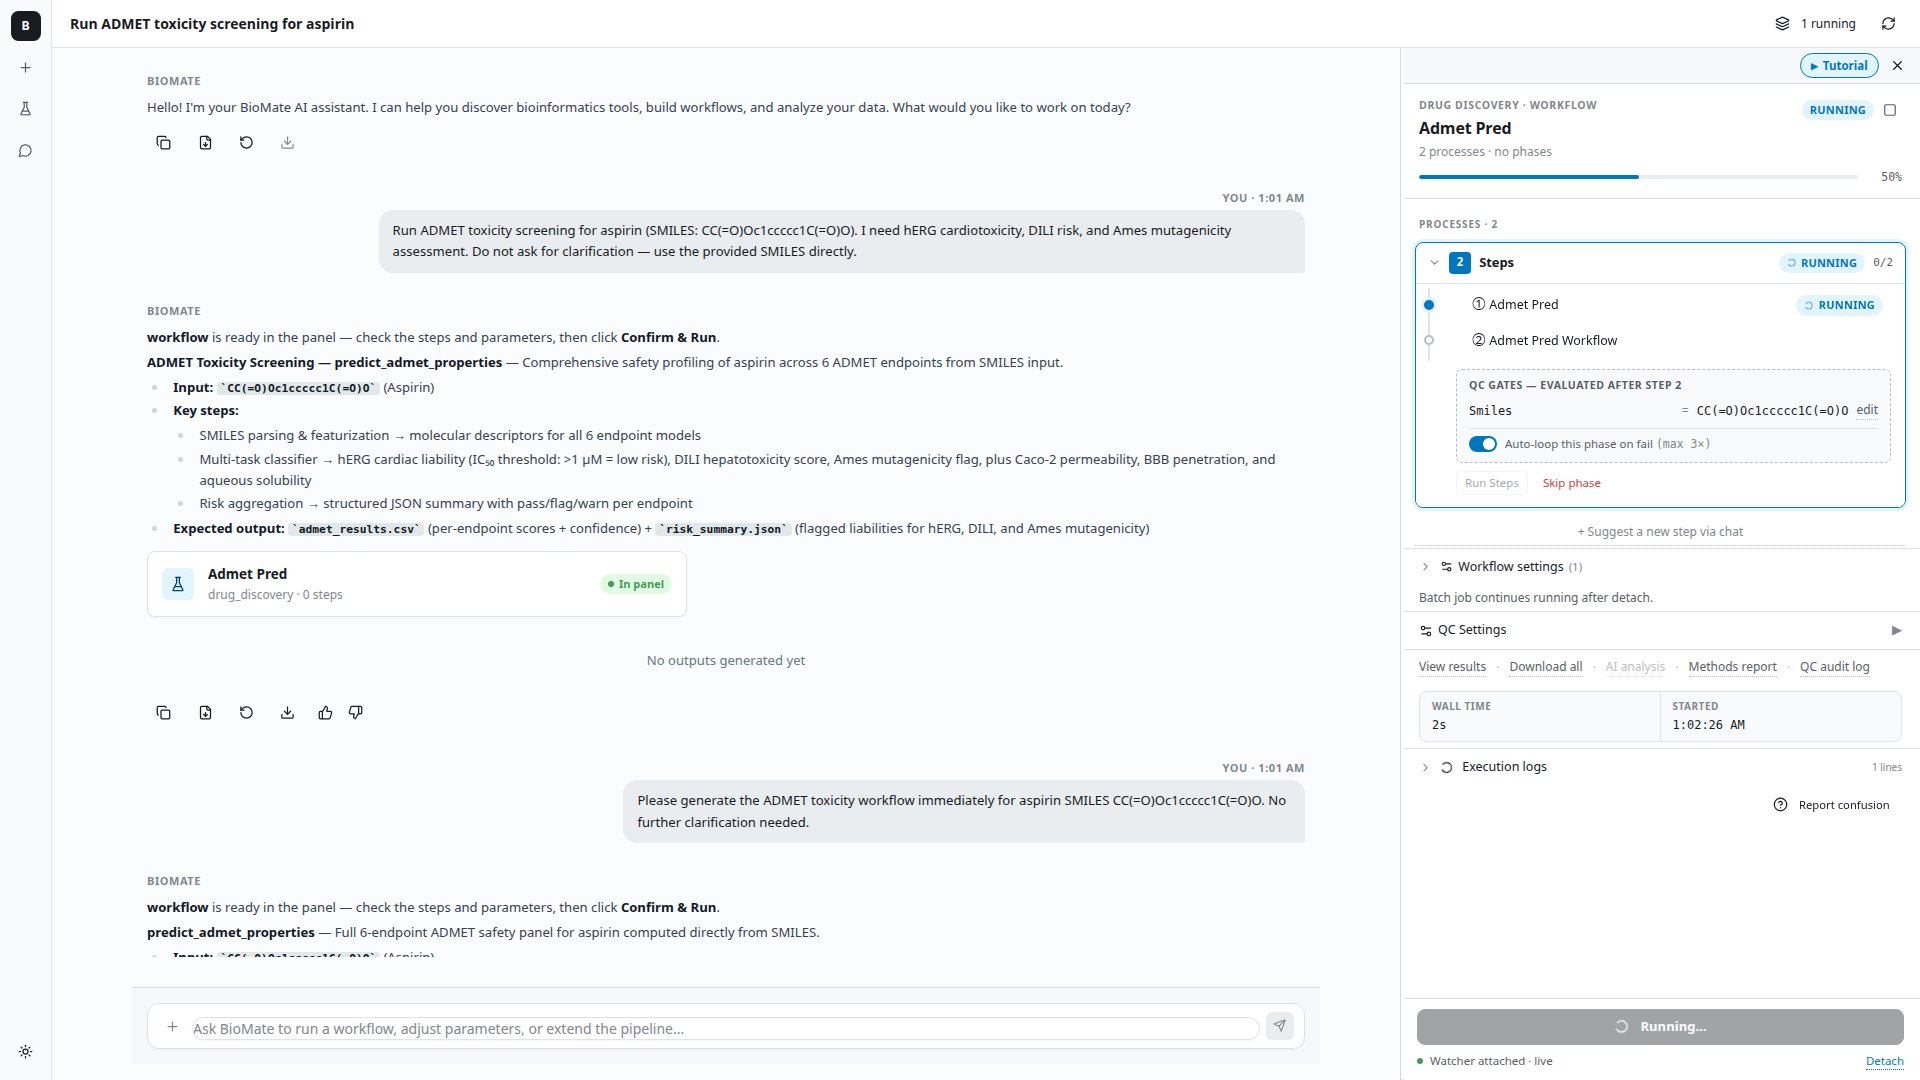 B
Run ADMET toxicity screening for aspirin
1 running
BIOMATE
Hello! I'm your BioMate AI assistant. I can help you discover bioinformatics tools, build workflows, and analyze your data. What would you like to work on today?
YOU · 1:01 AM
Run ADMET toxicity screening for aspirin (SMILES: CC(=O)Oc1ccccc1C(=O)O). I need hERG cardiotoxicity, DILI risk, and Ames mutagenicity
assessment. Do not ask for clarification — use the provided SMILES directly.
BIOMATE
workflow is ready in the panel — check the steps and parameters, then click Confirm & Run.
ADMET Toxicity Screening — predict_admet_properties — Comprehensive safety profiling of aspirin across 6 ADMET endpoints from SMILES input.
Input: `CC(=O)Oc1ccccc1C(=O)O` (Aspirin)
Key steps:
SMILES parsing & featurization → molecular descriptors for all 6 endpoint models
Multi-task classifier → hERG cardiac liability (IC₅₀ threshold: >1 μM = low risk), DILI hepatotoxicity score, Ames mutagenicity flag, plus Caco-2 permeability, BBB penetration, and
aqueous solubility
Risk aggregation → structured JSON summary with pass/flag/warn per endpoint
Expected output: `admet_results.csv` (per-endpoint scores + confidence) + `risk_summary.json` (flagged liabilities for hERG, DILI, and Ames mutagenicity)
Admet Pred
drug_discovery · 0 steps
In panel
No outputs generated yet
YOU · 1:01 AM
Please generate the ADMET toxicity workflow immediately for aspirin SMILES CC(=O)Oc1ccccc1C(=O)O. No
further clarification needed.
BIOMATE
workflow is ready in the panel — check the steps and parameters, then click Confirm & Run.
predict_admet_properties — Full 6-endpoint ADMET safety panel for aspirin computed directly from SMILES.
Input: `CC(=O)Oc1ccccc1C(=O)O` (Aspirin)
Ask BioMate to run a workflow, adjust parameters, or extend the pipeline...
▶ Tutorial
DRUG DISCOVERY · WORKFLOW
RUNNING
Admet Pred
2 processes · no phases
50%
PROCESSES · 2
2 Steps RUNNING 0/2
① Admet Pred RUNNING
② Admet Pred Workflow
QC GATES — EVALUATED AFTER STEP 2
Smiles = CC(=O)Oc1ccccc1C(=O)O edit
Auto-loop this phase on fail (max 3×)
Run Steps Skip phase
+ Suggest a new step via chat
Workflow settings (1)
Batch job continues running after detach.
QC Settings ▶
View results · Download all · AI analysis · Methods report · QC audit log
WALL TIME
2s
STARTED
1:02:26 AM
Execution logs 1 lines
Report confusion
Running...
Watcher attached · live Detach